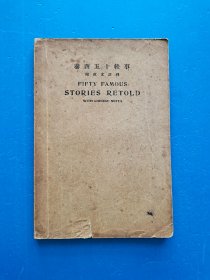 泰西五十軼事
FIFTY FAMOUS
STORIES RETOLD
WITH CHINESE NOTES